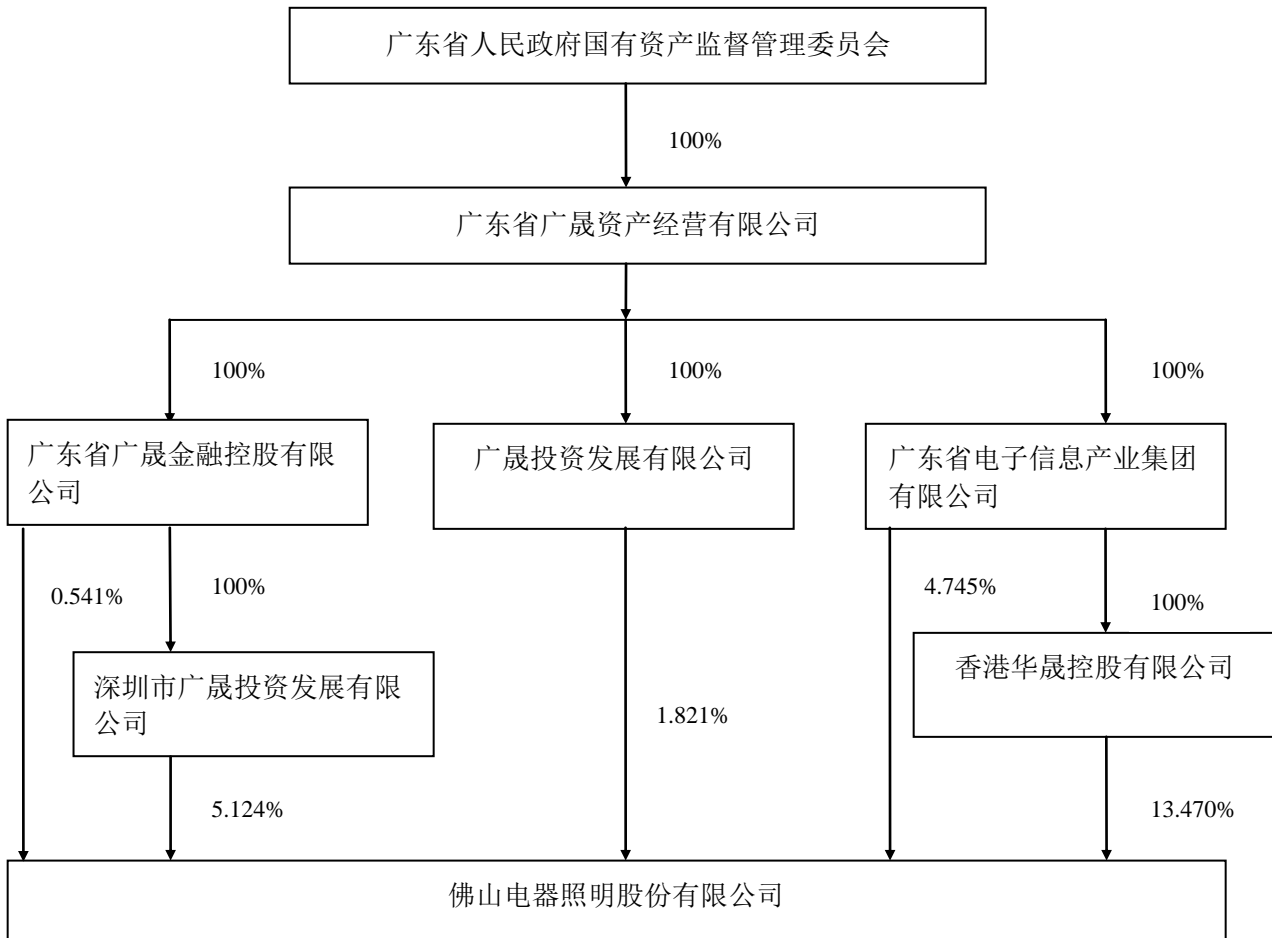 广东省人民政府国有资产监督管理委员会
100%
广东省广晟资产经营有限公司
100%
100%
100%
广东省广晟金融控股有限
公司
广晟投资发展有限公司
广东省电子信息产业集团
有限公司
0.541%
100%
4.745%
100%
深圳市广晟投资发展有限
公司
香港华晟控股有限公司
1.821%
5.124%
13.470%
佛山电器照明股份有限公司